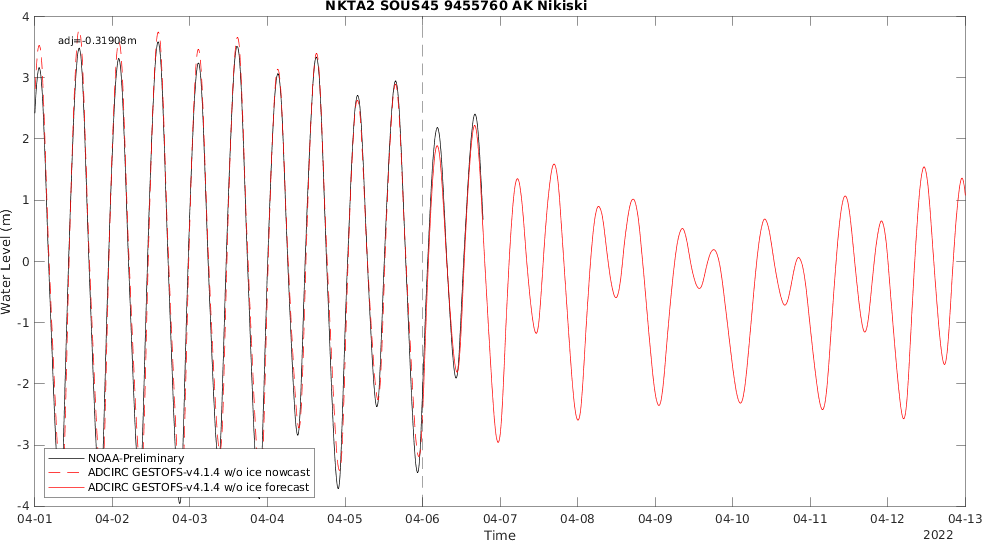 NKTA2 SOUS45 9455760 AK Nikiski
adj=-0.31908m
Water Level (m)
4
3
2
1
0
-1
-2
-3
-4
NOAA-Preliminary
ADCIRC GESTOFS-v4.1.4 w/o ice nowcast
ADCIRC GESTOFS-v4.1.4 w/o ice forecast
04-01 04-02 04-03 04-04 04-05 04-06 04-07 04-08 04-09 04-10 04-11 04-12 04-13
Time
2022